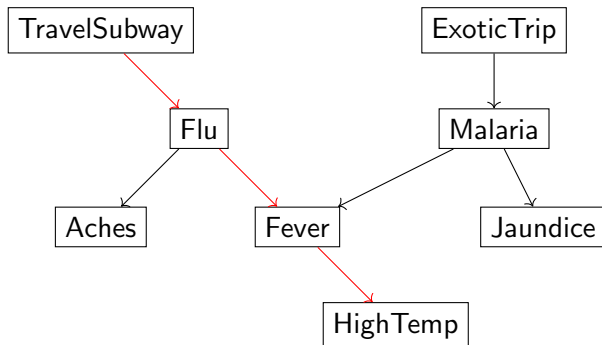 TravelSubway
ExoticTrip
Flu
Malaria
Aches
Fever
Jaundice
HighTemp